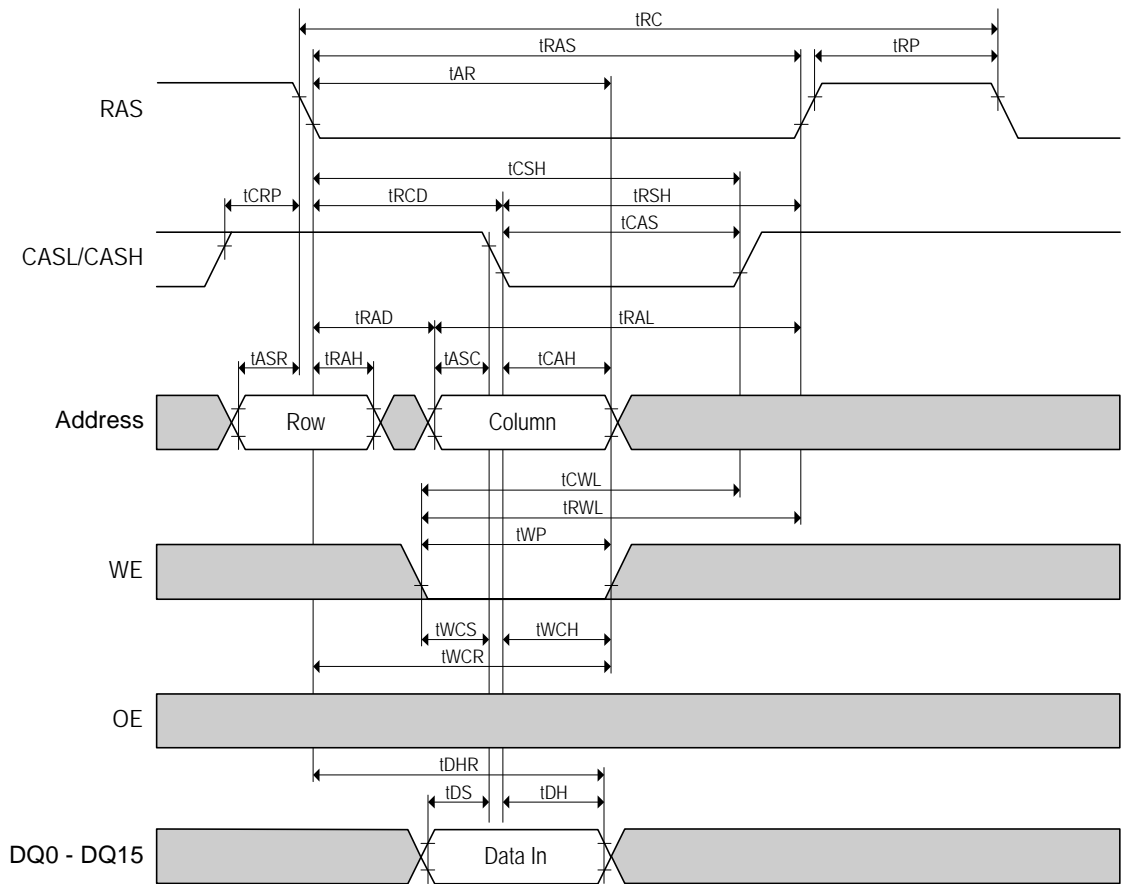 tRC
tRAS
tRP
tAR
RAS
tCSH
tCRP
tRCD
tRSH
tCAS
CASL/CASH
tRAD
tRAL
tASR
tRAH
tASC
tCAH
Address
Row
Column
tCWL
tRWL
tWP
WE
tWCS
tWCH
tWCR
OE
tDHR
tDS
tDH
DQ0 - DQ15
Data In